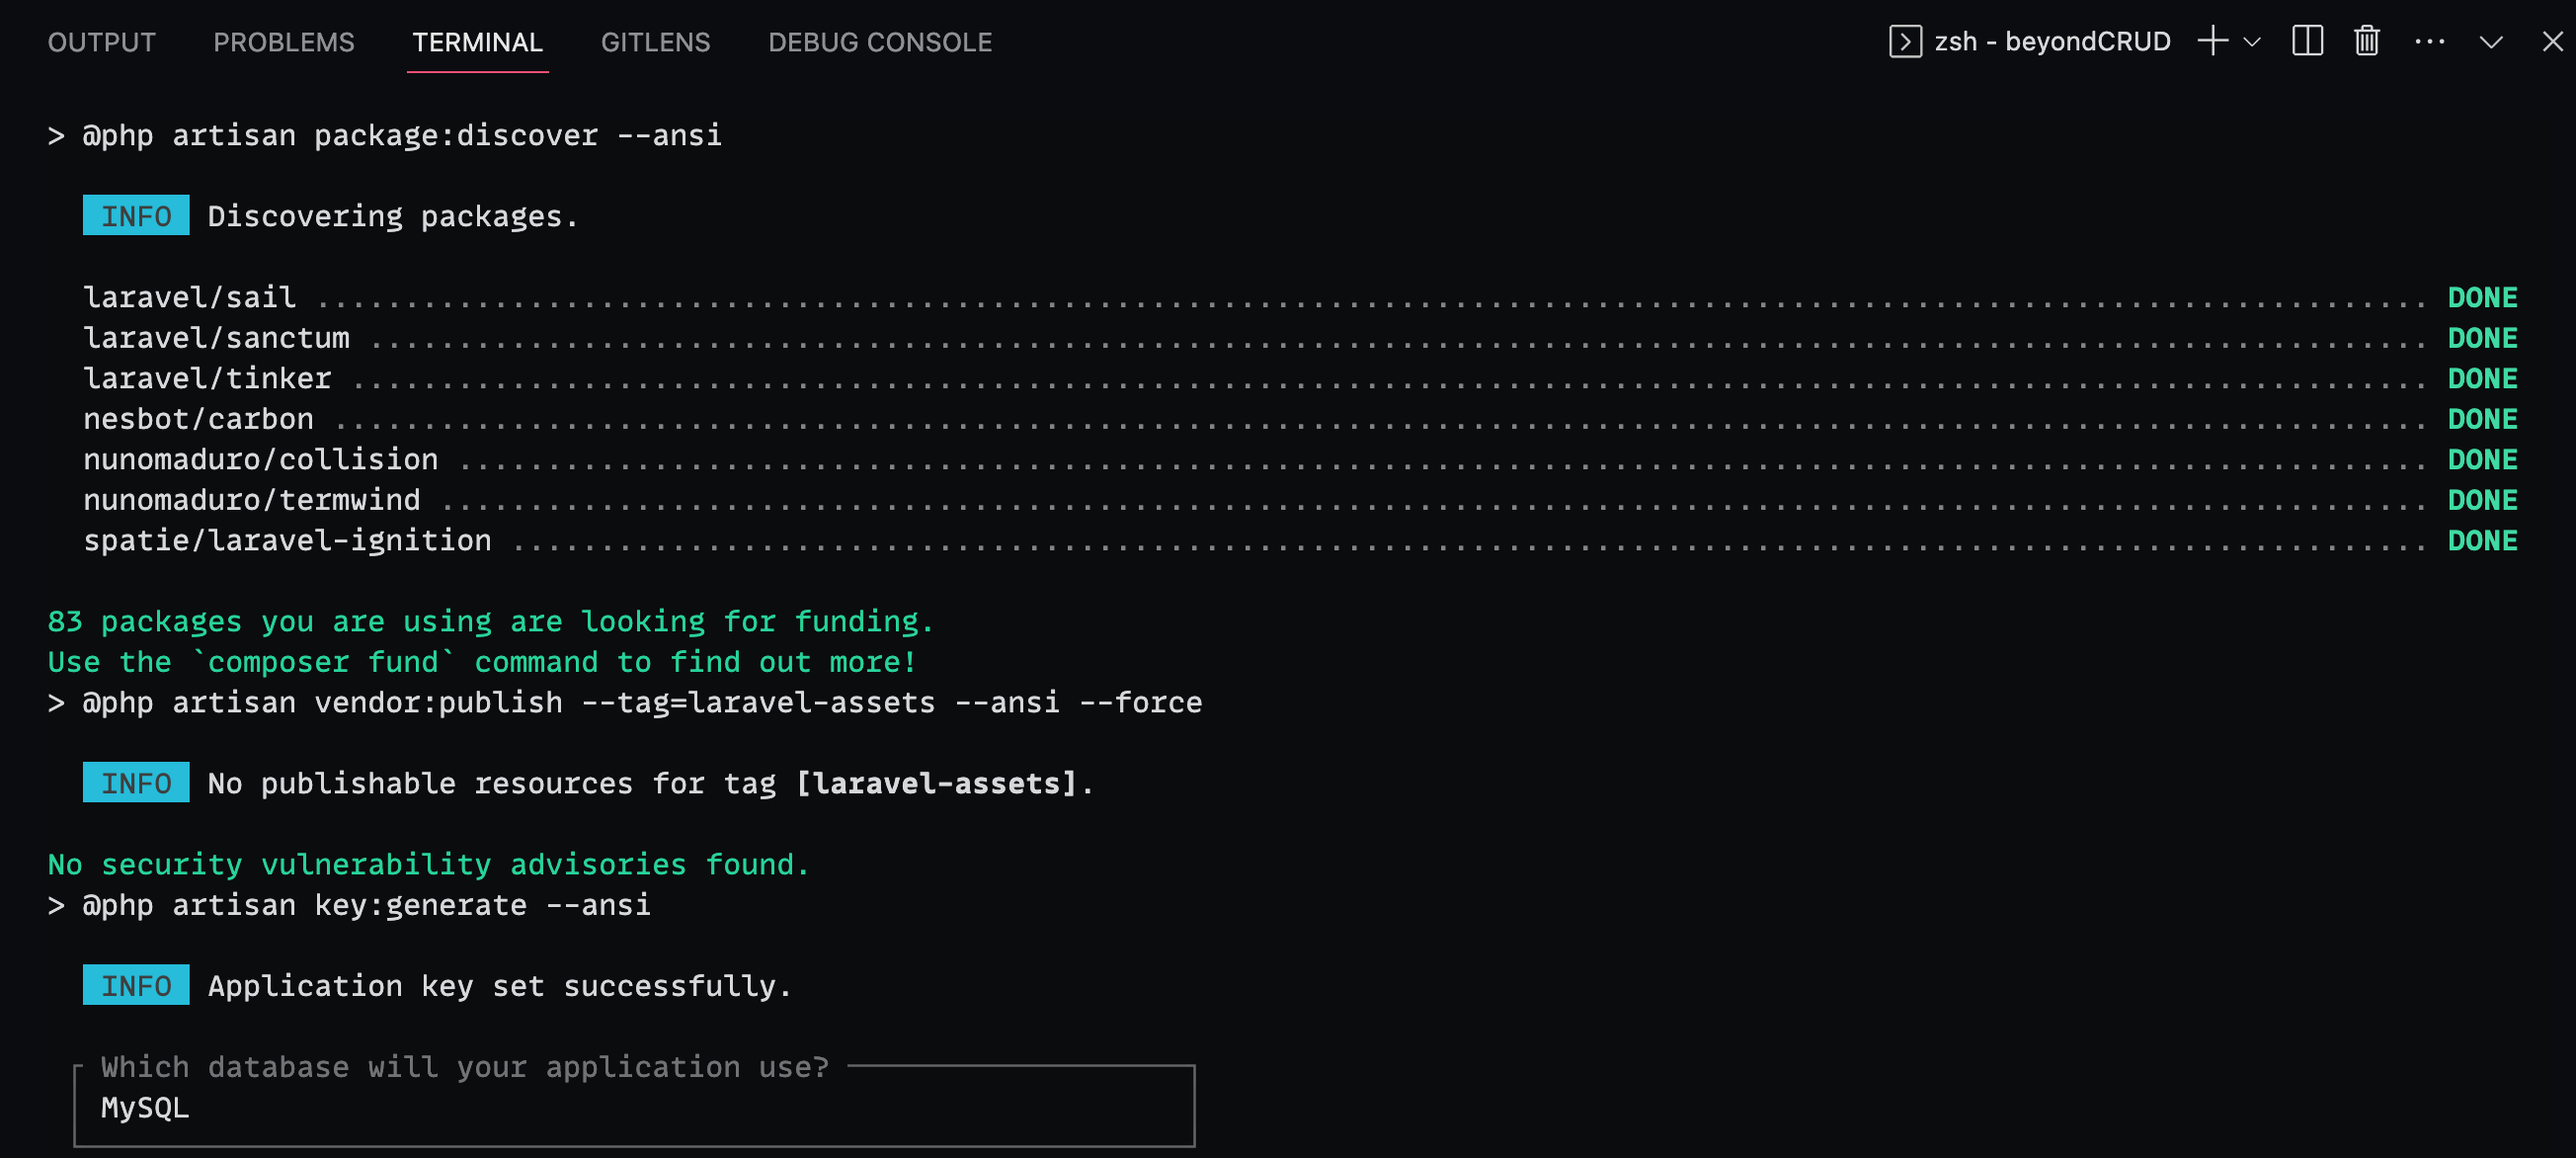 OUTPUT PROBLEMS TERMINAL GITLENS DEBUG CONSOLE zsh - beyondCRUD
> @php artisan package:discover --ansi
INFO Discovering packages.
laravel/sail ........................................................................................................................ DONE
laravel/sanctum ..................................................................................................................... DONE
laravel/tinker ...................................................................................................................... DONE
nesbot/carbon ....................................................................................................................... DONE
nunomaduro/collision ................................................................................................................ DONE
nunomaduro/termwind ................................................................................................................. DONE
spatie/laravel-ignition ............................................................................................................. DONE
83 packages you are using are looking for funding.
Use the `composer fund` command to find out more!
> @php artisan vendor:publish --tag=laravel-assets --ansi --force
INFO No publishable resources for tag [laravel-assets].
No security vulnerability advisories found.
> @php artisan key:generate --ansi
INFO Application key set successfully.
Which database will your application use?
MySQL